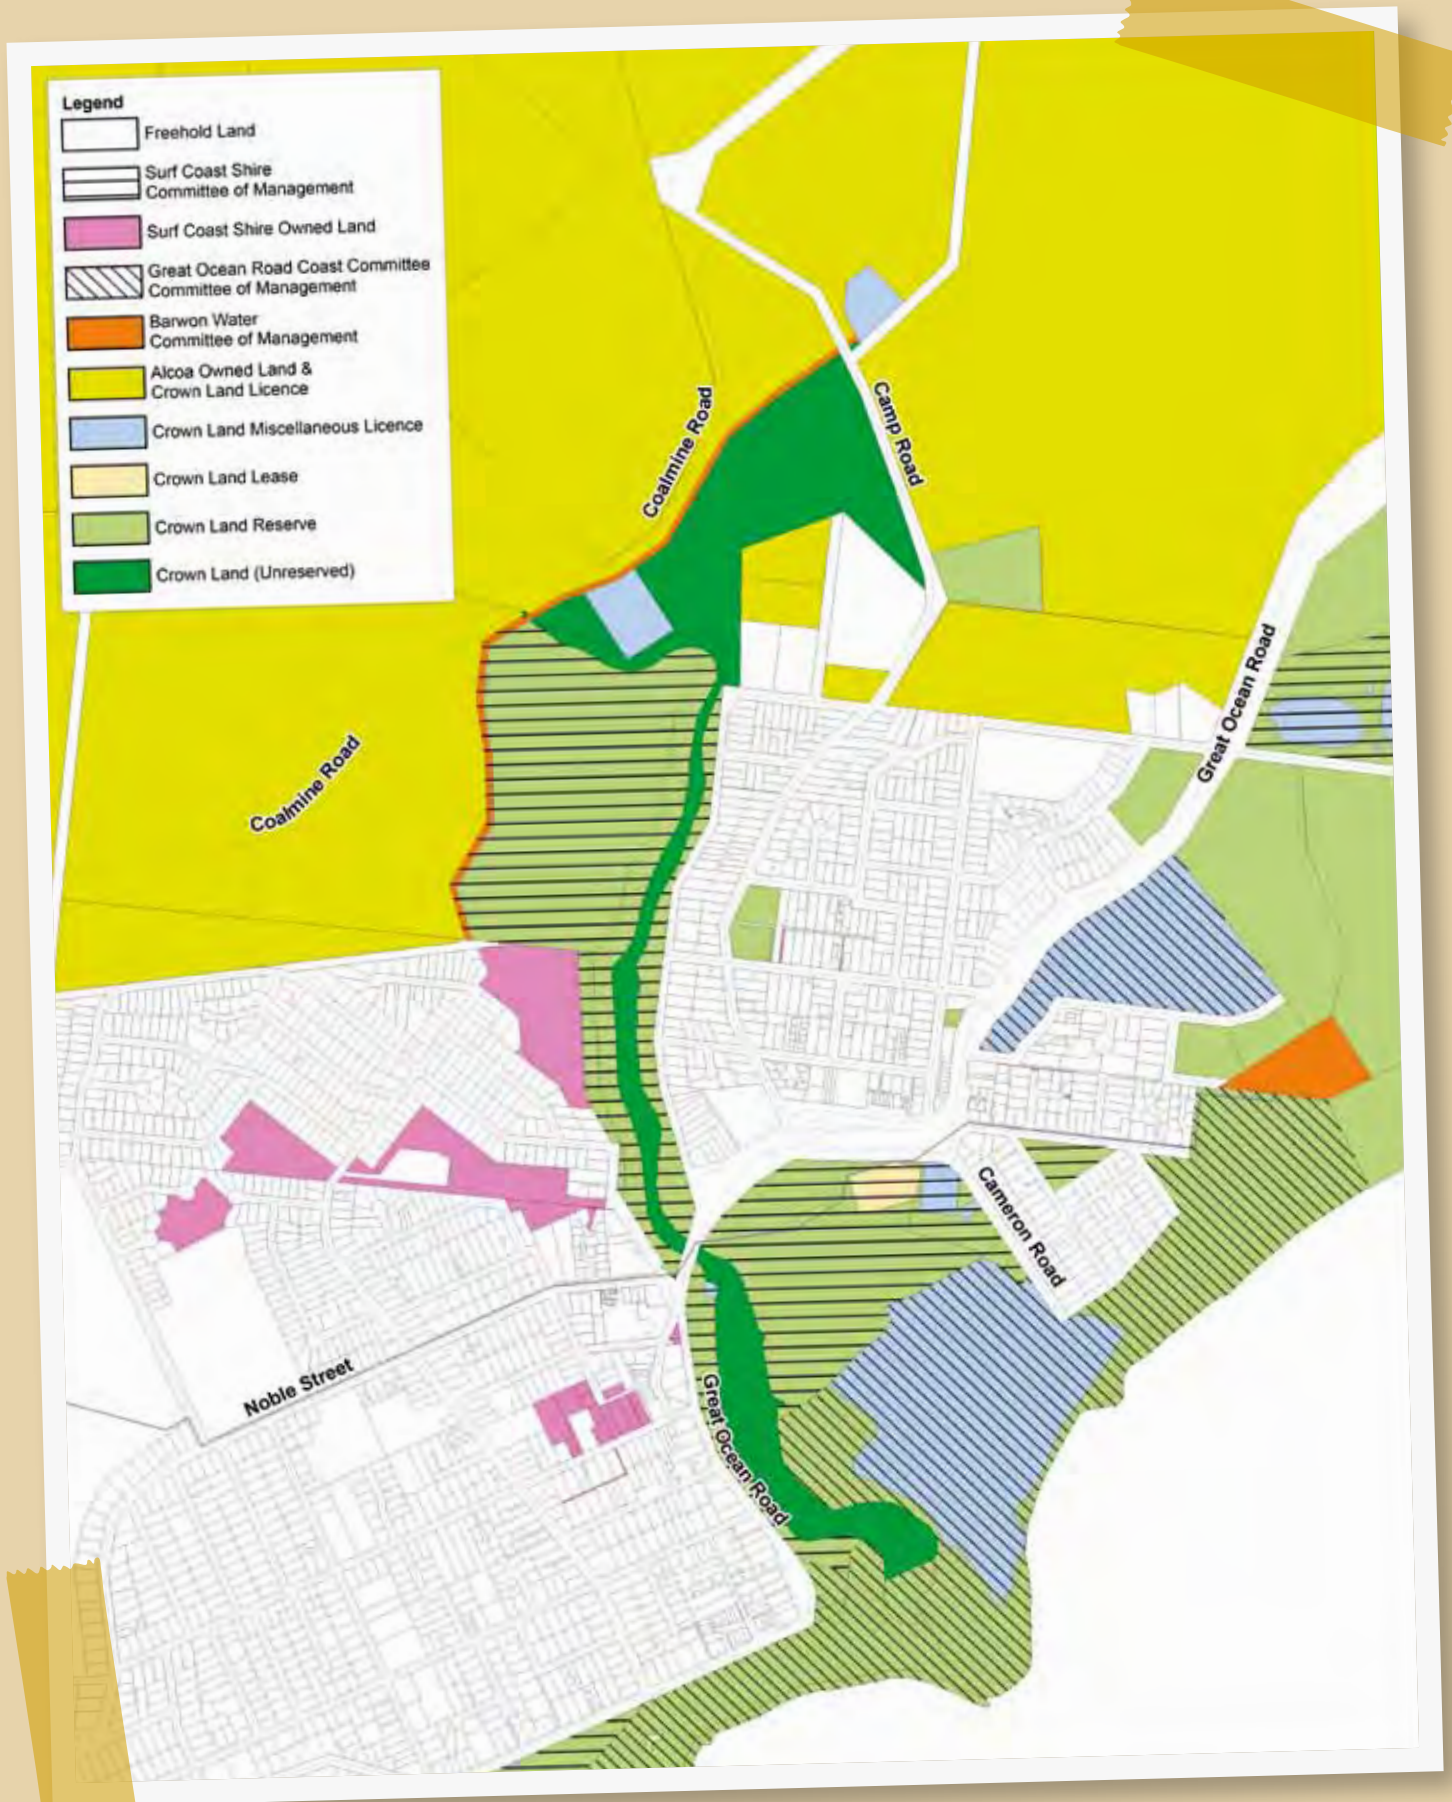 Legend
Freehold Land
Surf Coast Shire
Committee of Management
Surf Coast Shire Owned Land
Great Ocean Road Coast Committee
Committee of Management
Barwon Water
Committee of Management
Alcoa Owned Land &
Crown Land Licence
Crown Land Miscellaneous Licence
Crown Land Lease
Crown Land Reserve
Crown Land (Unreserved)
Coalmine Road
Camp Road
Great Ocean Road
Coalmine Road
Cameron Road
Noble Street
Great Ocean Road